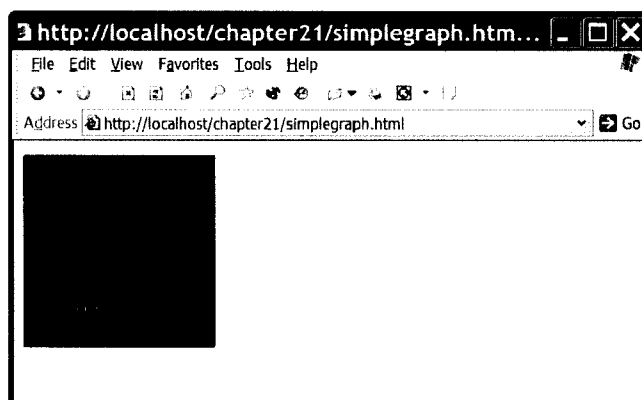 http://localhost/chapter21/simplegraph.htm...
File Edit View Favorites Tools Help
Address http://localhost/chapter21/simplegraph.html Go